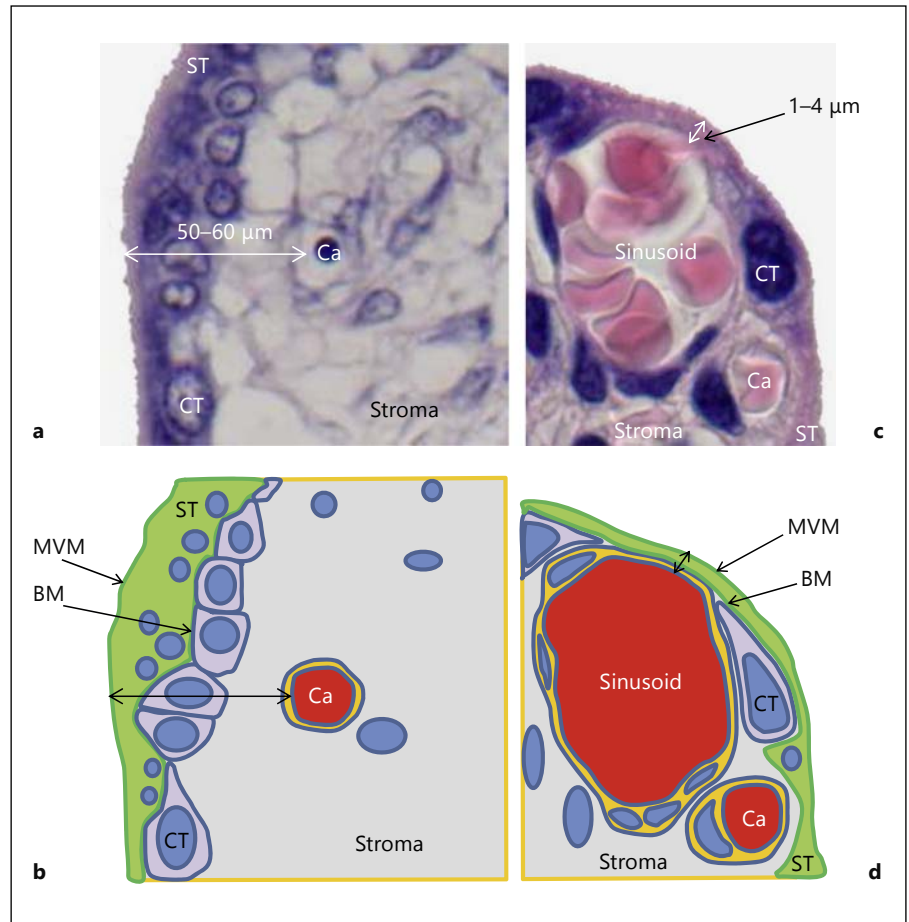 ST
50–60 µm
Ca
CT
Stroma
a
1–4 µm
Sinusoid
CT
Ca
Stroma
ST
c
ST
MVM
BM
Ca
CT
Stroma
b
MVM
BM
Sinusoid
CT
Ca
Stroma
ST
d